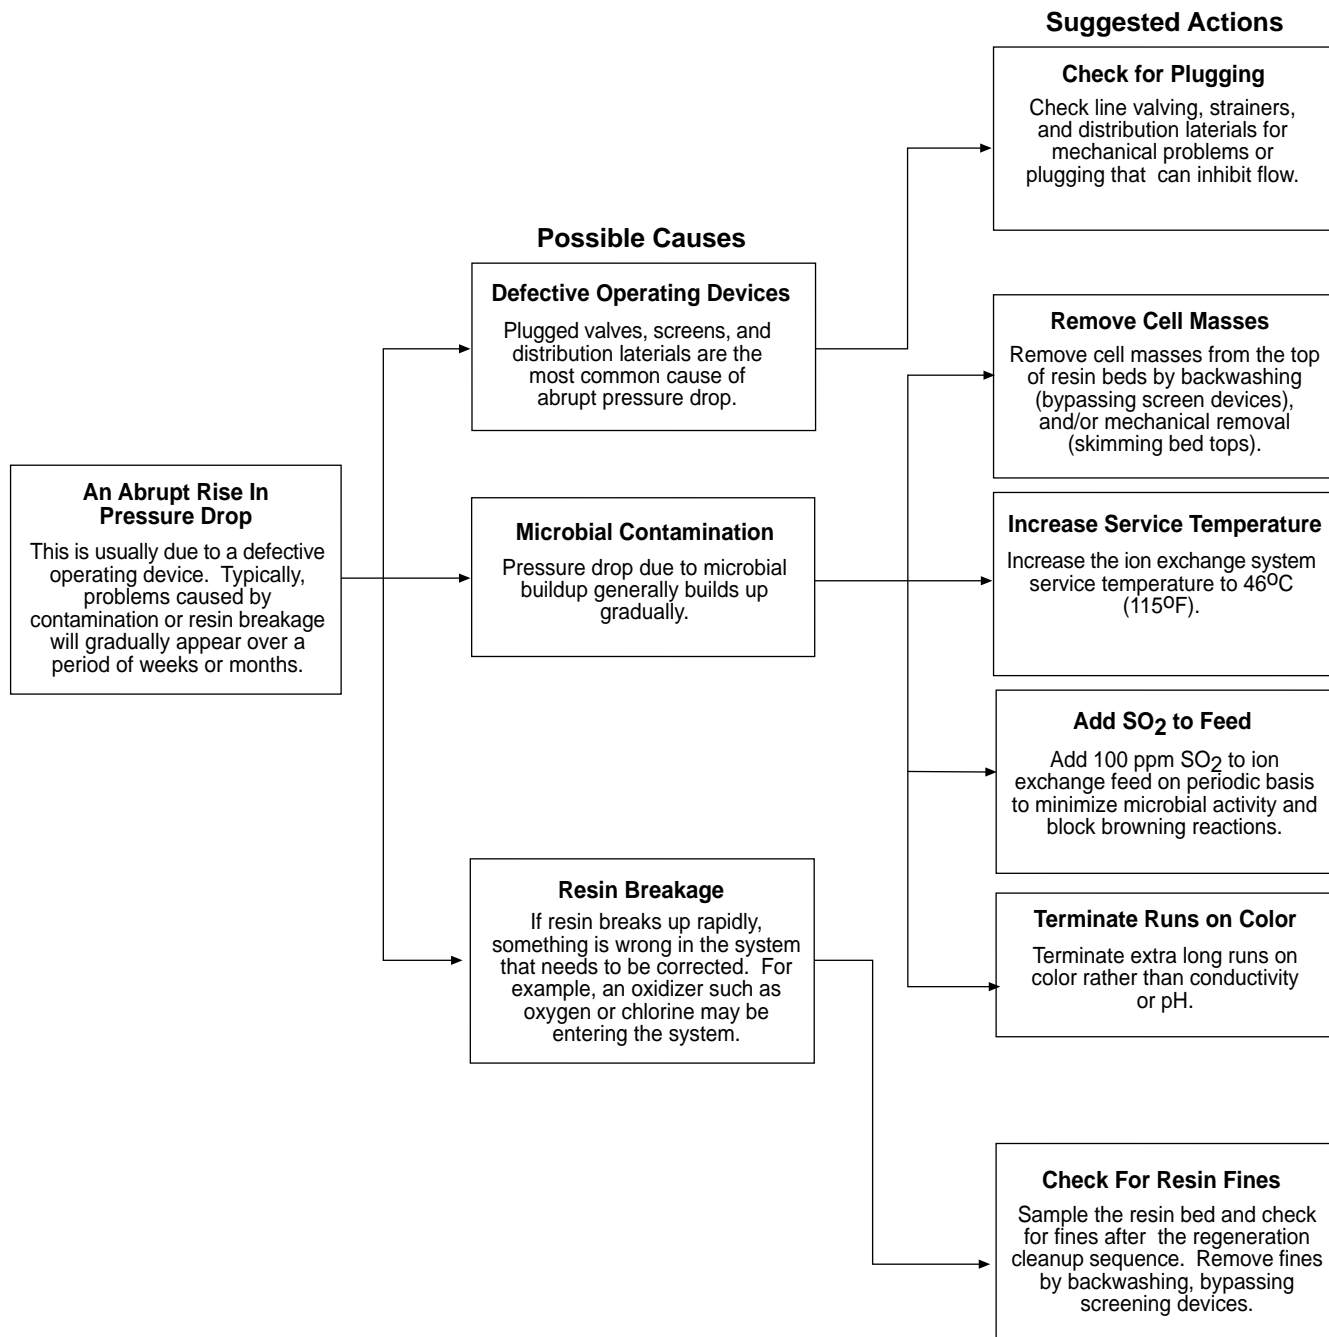 Suggested Actions
Check for Plugging
Check line valving, strainers,
and distribution laterials for
mechanical problems or
plugging that can inhibit flow.
Possible Causes
Defective Operating Devices
Plugged valves, screens, and
distribution laterials are the
most common cause of
abrupt pressure drop.
Remove Cell Masses
Remove cell masses from the top
of resin beds by backwashing
(bypassing screen devices),
and/or mechanical removal
(skimming bed tops).
An Abrupt Rise In
Pressure Drop
This is usually due to a defective
operating device. Typically,
problems caused by
contamination or resin breakage
will gradually appear over a
period of weeks or months.
Microbial Contamination
Pressure drop due to microbial
buildup generally builds up
gradually.
Increase Service Temperature
Increase the ion exchange system
service temperature to 46ºC
(115ºF).
Add SO2 to Feed
Add 100 ppm SO2 to ion
exchange feed on periodic basis
to minimize microbial activity and
block browning reactions.
Resin Breakage
If resin breaks up rapidly,
something is wrong in the system
that needs to be corrected. For
example, an oxidizer such as
oxygen or chlorine may be
entering the system.
Terminate Runs on Color
Terminate extra long runs on
color rather than conductivity
or pH.
Check For Resin Fines
Sample the resin bed and check
for fines after the regeneration
cleanup sequence. Remove fines
by backwashing, bypassing
screening devices.